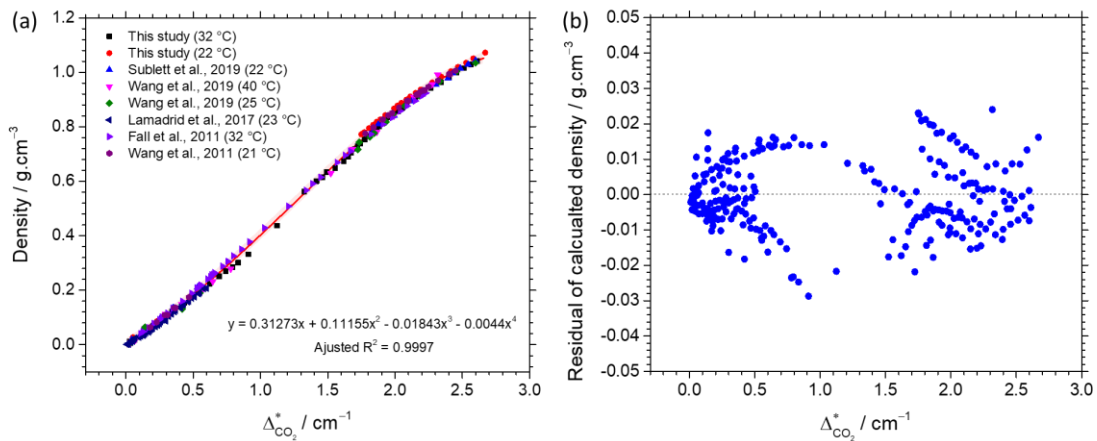 (a)
This study (32 °C)
This study (22 °C)
Sublett et al., 2019 (22 °C)
Wang et al., 2019 (40 °C)
Wang et al., 2019 (25 °C)
Lamadrid et al., 2017 (23 °C)
Fall et al., 2011 (32 °C)
Wang et al., 2011 (21 °C)
y = 0.31273x + 0.11155x² - 0.01843x³ - 0.0044x⁴
Ajusted R² = 0.9997
Density / g.cm⁻³
1.2
1.0
0.8
0.6
0.4
0.2
0.0
0.0 0.5 1.0 1.5 2.0 2.5 3.0
Δ*CO₂ / cm⁻¹
(b)
Residual of calcualted density / g.cm⁻³
0.05
0.04
0.03
0.02
0.01
0.00
-0.01
-0.02
-0.03
-0.04
-0.05
0.0 0.5 1.0 1.5 2.0 2.5 3.0
Δ*CO₂ / cm⁻¹